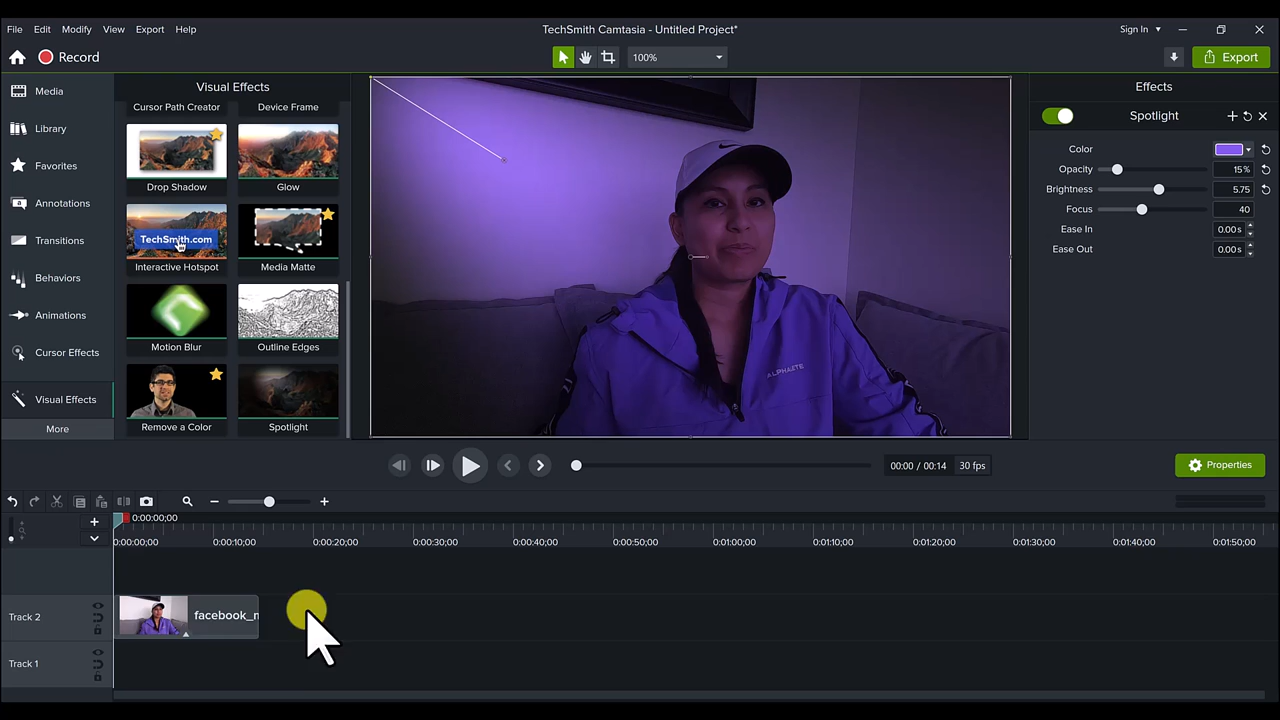 File Edit Modify View Export Help
TechSmith Camtasia - Untitled Project*
Sign In
Record
100%
Export
Media
Library
Favorites
Annotations
Transitions
Behaviors
Animations
Cursor Effects
Visual Effects
More
Visual Effects
Cursor Path Creator Device Frame
Drop Shadow Glow
TechSmith.com
Interactive Hotspot Media Matte
Motion Blur Outline Edges
Remove a Color Spotlight
ALPHALETE
Effects
Spotlight
Color
Opacity 15%
Brightness 5.75
Focus 40
Ease In 0.00s
Ease Out 0.00s
00:00 / 00:14 30 fps
Properties
0:00:00;00
0:00:00;00 0:00:10;00 0:00:20;00 0:00:30;00 0:00:40;00 0:00:50;00 0:01:00;00 0:01:10;00 0:01:20;00 0:01:30;00 0:01:40;00 0:01:50;00
Track 2
facebook_n
Track 1